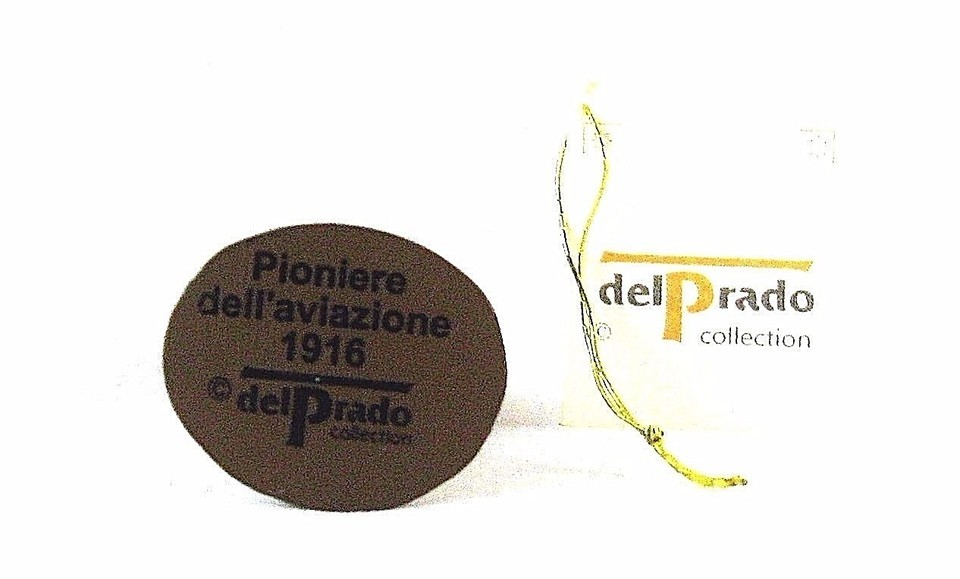 Pioniere
dell'aviazione
1916
© delPrado
collection
delPrado
©
collection